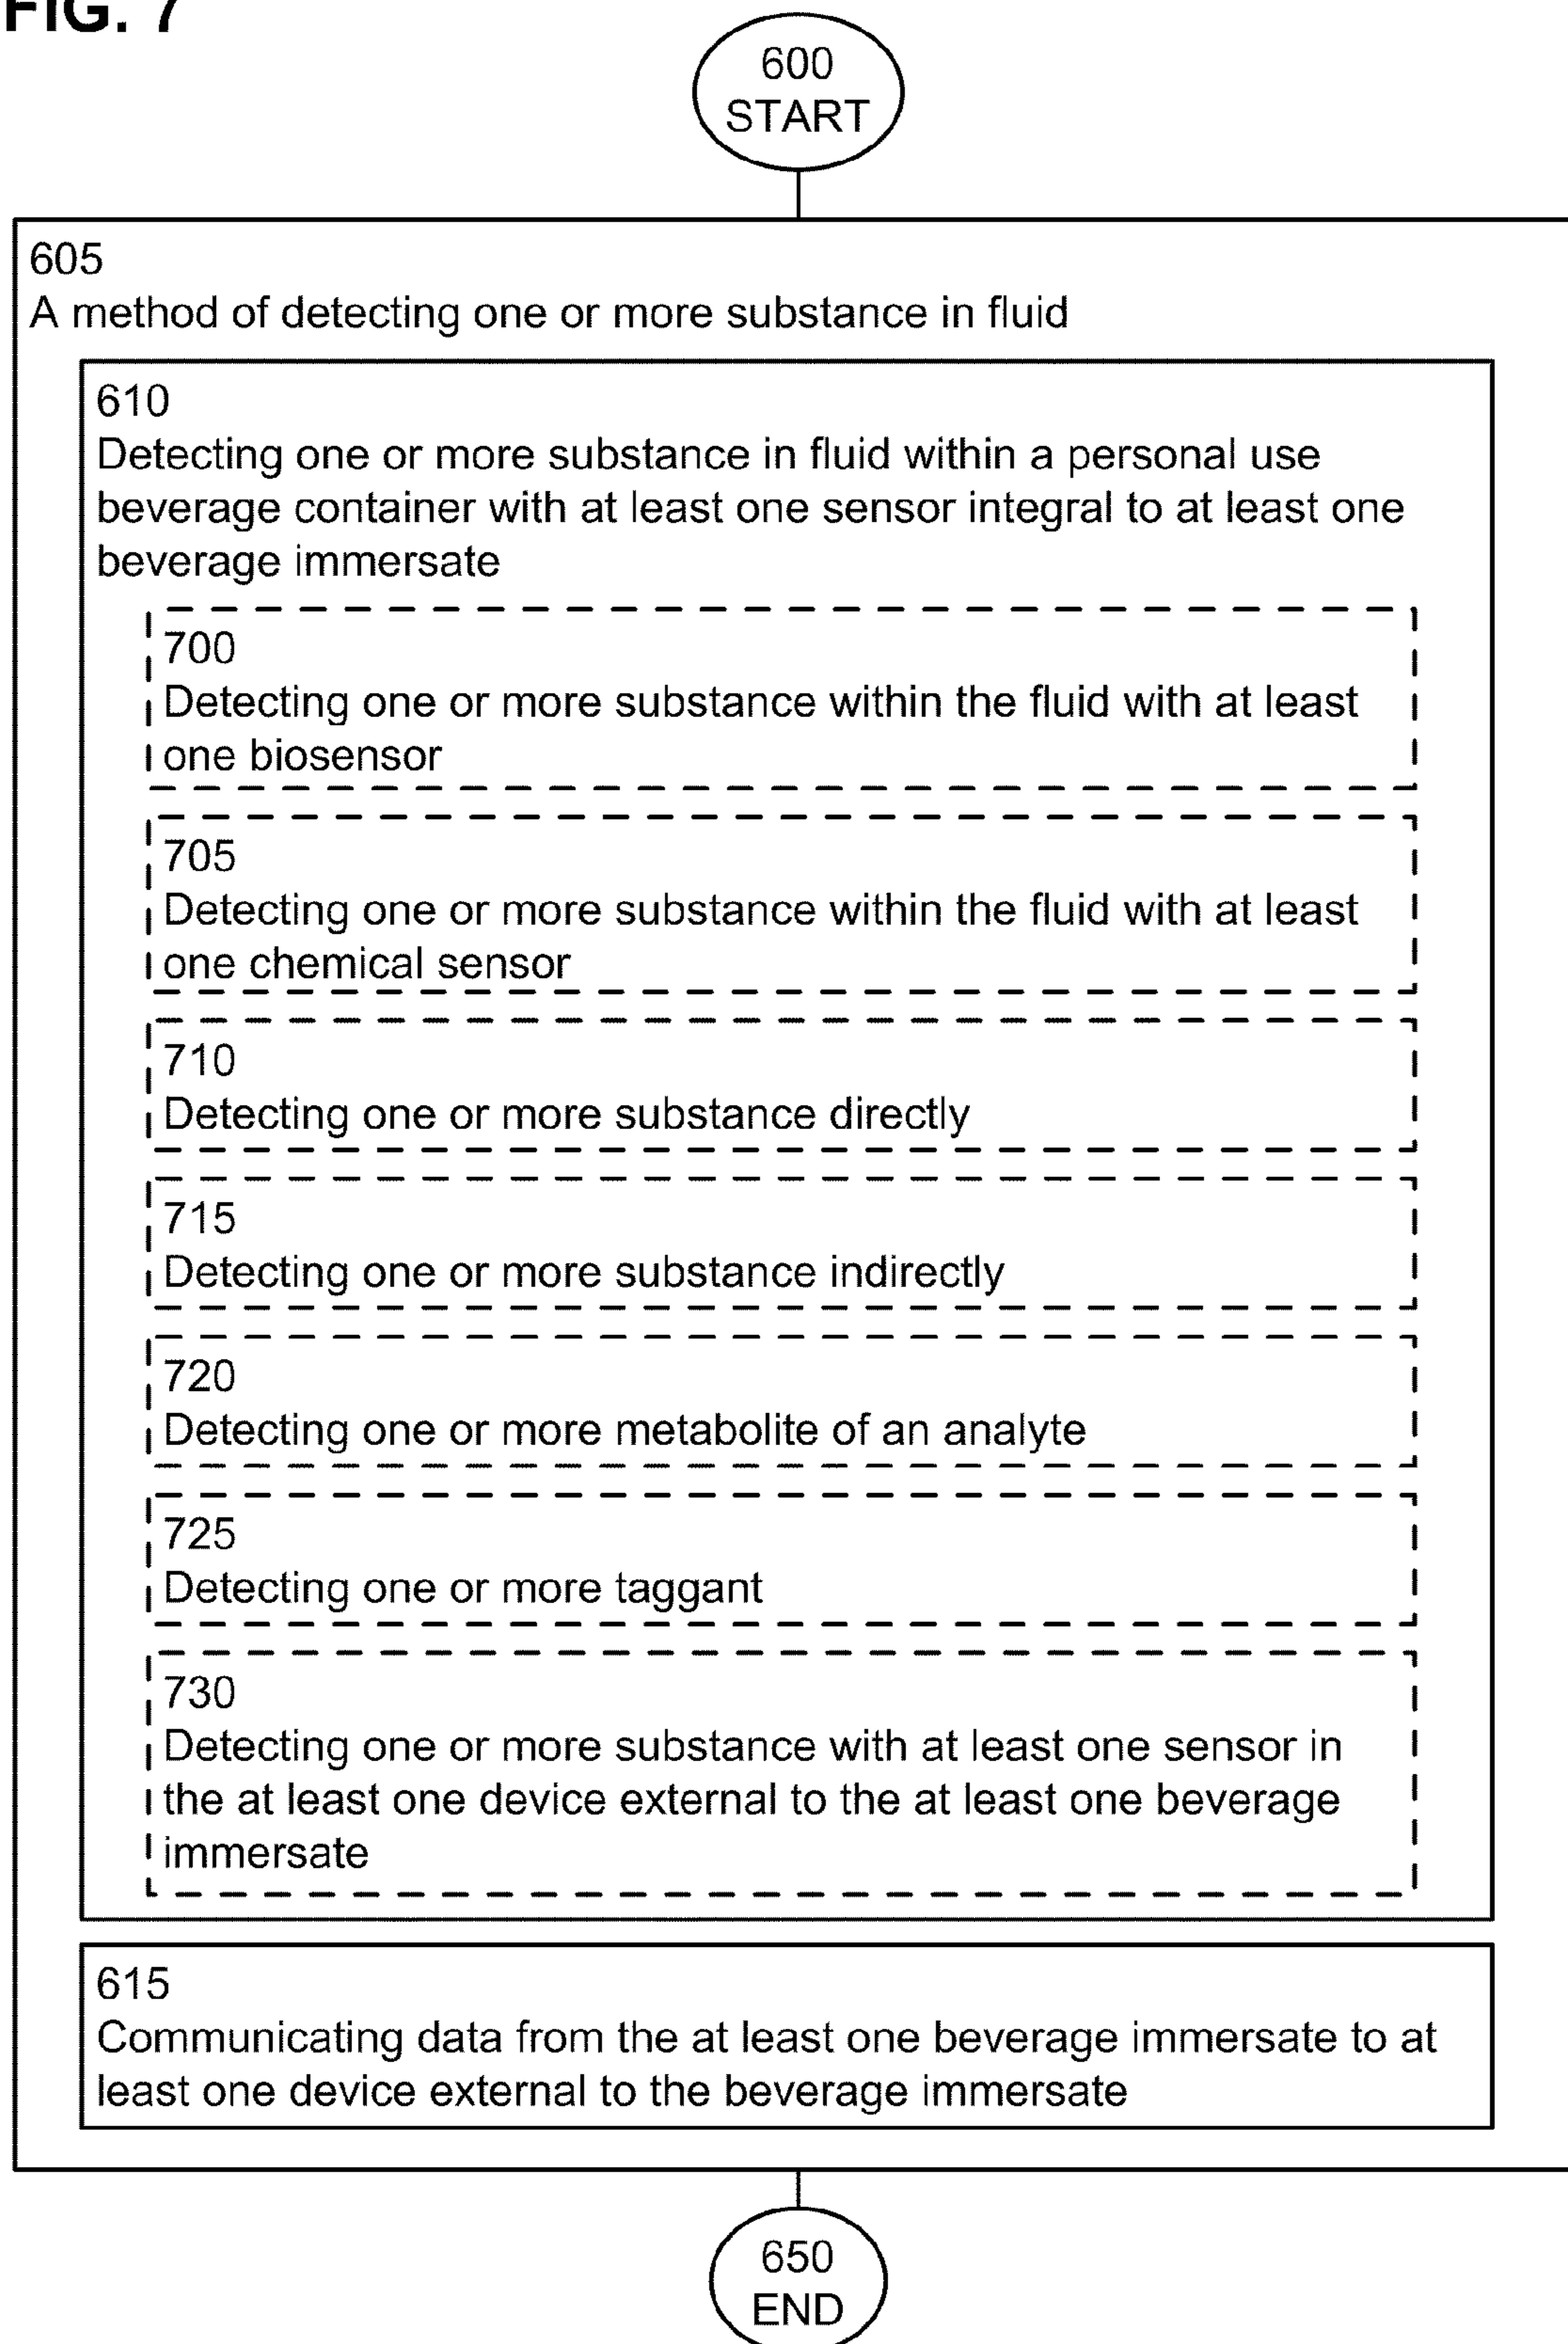 FIG. 7
600
START
605
A method of detecting one or more substance in fluid
610
Detecting one or more substance in fluid within a personal use
beverage container with at least one sensor integral to at least one
beverage immersate
700
Detecting one or more substance within the fluid with at least
one biosensor
705
Detecting one or more substance within the fluid with at least
one chemical sensor
710
Detecting one or more substance directly
715
Detecting one or more substance indirectly
720
Detecting one or more metabolite of an analyte
725
Detecting one or more taggant
730
Detecting one or more substance with at least one sensor in
the at least one device external to the at least one beverage
immersate
615
Communicating data from the at least one beverage immersate to at
least one device external to the beverage immersate
650
END